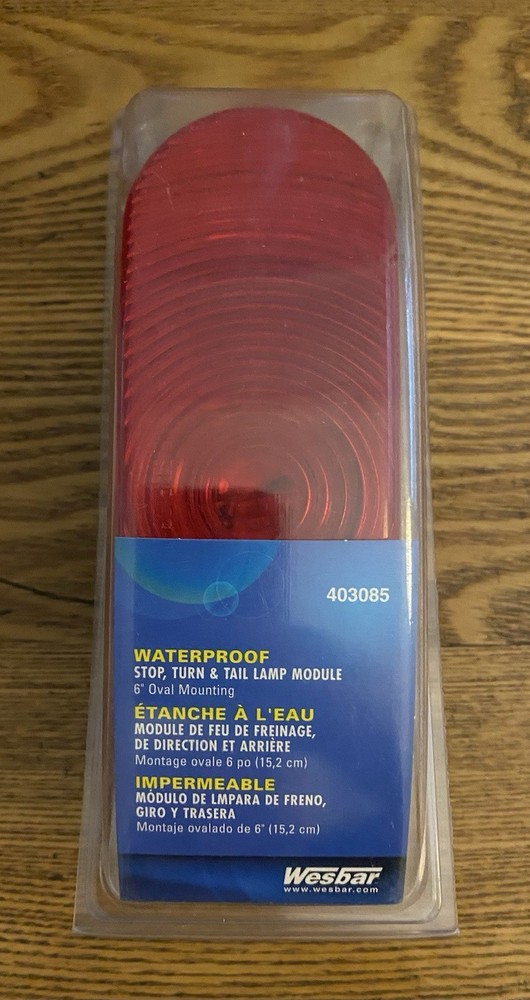 403085
WATERPROOF
STOP, TURN & TAIL LAMP MODULE
6" Oval Mounting
ÉTANCHE À L'EAU
MODULE DE FEU DE FREINAGE,
DE DIRECTION ET ARRIÈRE
Montage ovale 6 po (15,2 cm)
IMPERMEABLE
MÓDULO DE LMPARA DE FRENO,
GIRO Y TRASERA
Montaje ovalado de 6" (15,2 cm)
Wesbar
www.wesbar.com